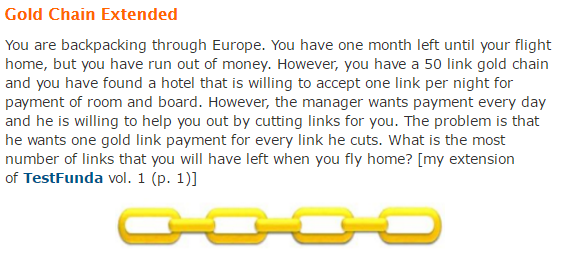 Gold Chain Extended
You are backpacking through Europe. You have one month left until your flight
home, but you have run out of money. However, you have a 50 link gold chain
and you have found a hotel that is willing to accept one link per night for
payment of room and board. However, the manager wants payment every day
and he is willing to help you out by cutting links for you. The problem is that
he wants one gold link payment for every link he cuts. What is the most
number of links that you will have left when you fly home? [my extension
of TestFunda vol. 1 (p. 1)]